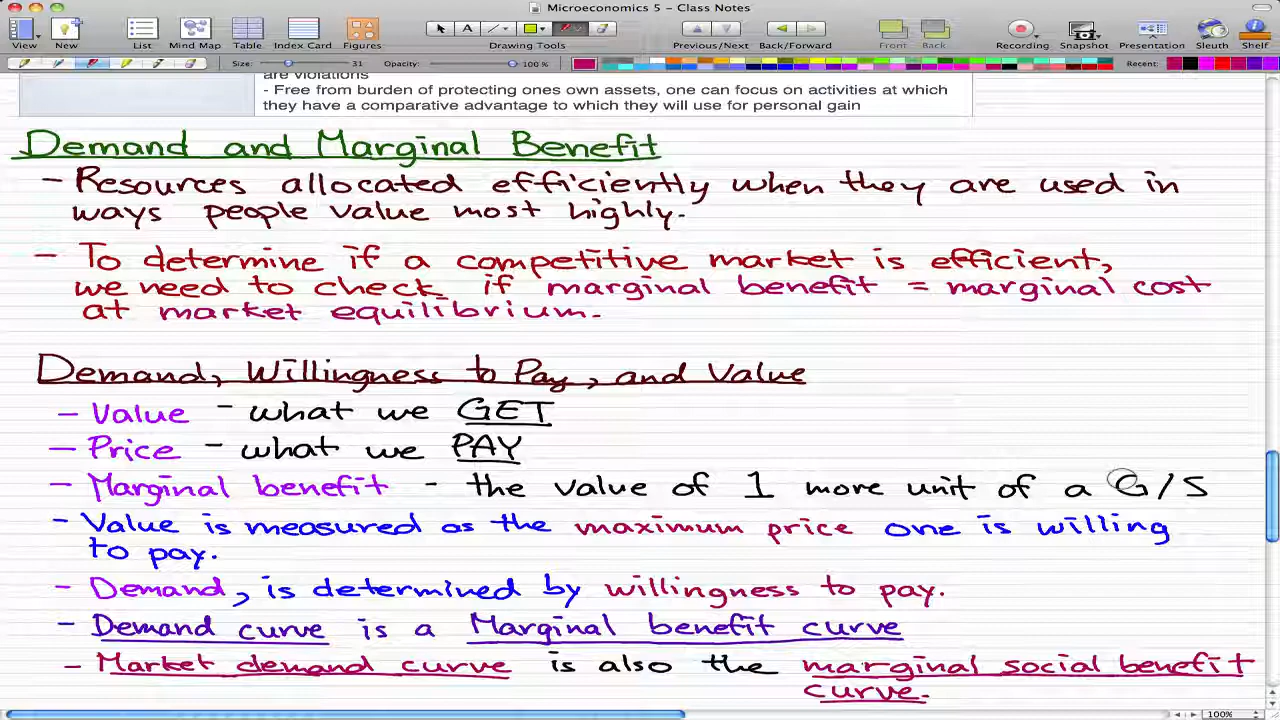 Microeconomics 5 - Class Notes
View New List Mind Map Table Index Card Figures Drawing Tools Previous/Next Back/Forward Front Back Recording Snapshot Presentation Sleuth Shelf
Size: 31 Opacity: 100 % Recent:
are violations
- Free from burden of protecting ones own assets, one can focus on activities at which
they have a comparative advantage to which they will use for personal gain
Demand and Marginal Benefit
- Resources allocated efficiently when they are used in
ways people value most highly.
- To determine if a competitive market is efficient,
we need to check if marginal benefit = marginal cost
at market equilibrium.
Demand, Willingness to Pay, and Value
- Value - what we GET
- Price - what we PAY
- Marginal benefit - the value of 1 more unit of a G/S
- Value is measured as the maximum price one is willing
to pay.
- Demand, is determined by willingness to pay.
- Demand curve is a Marginal benefit curve
- Market demand curve is also the marginal social benefit
curve.
100%